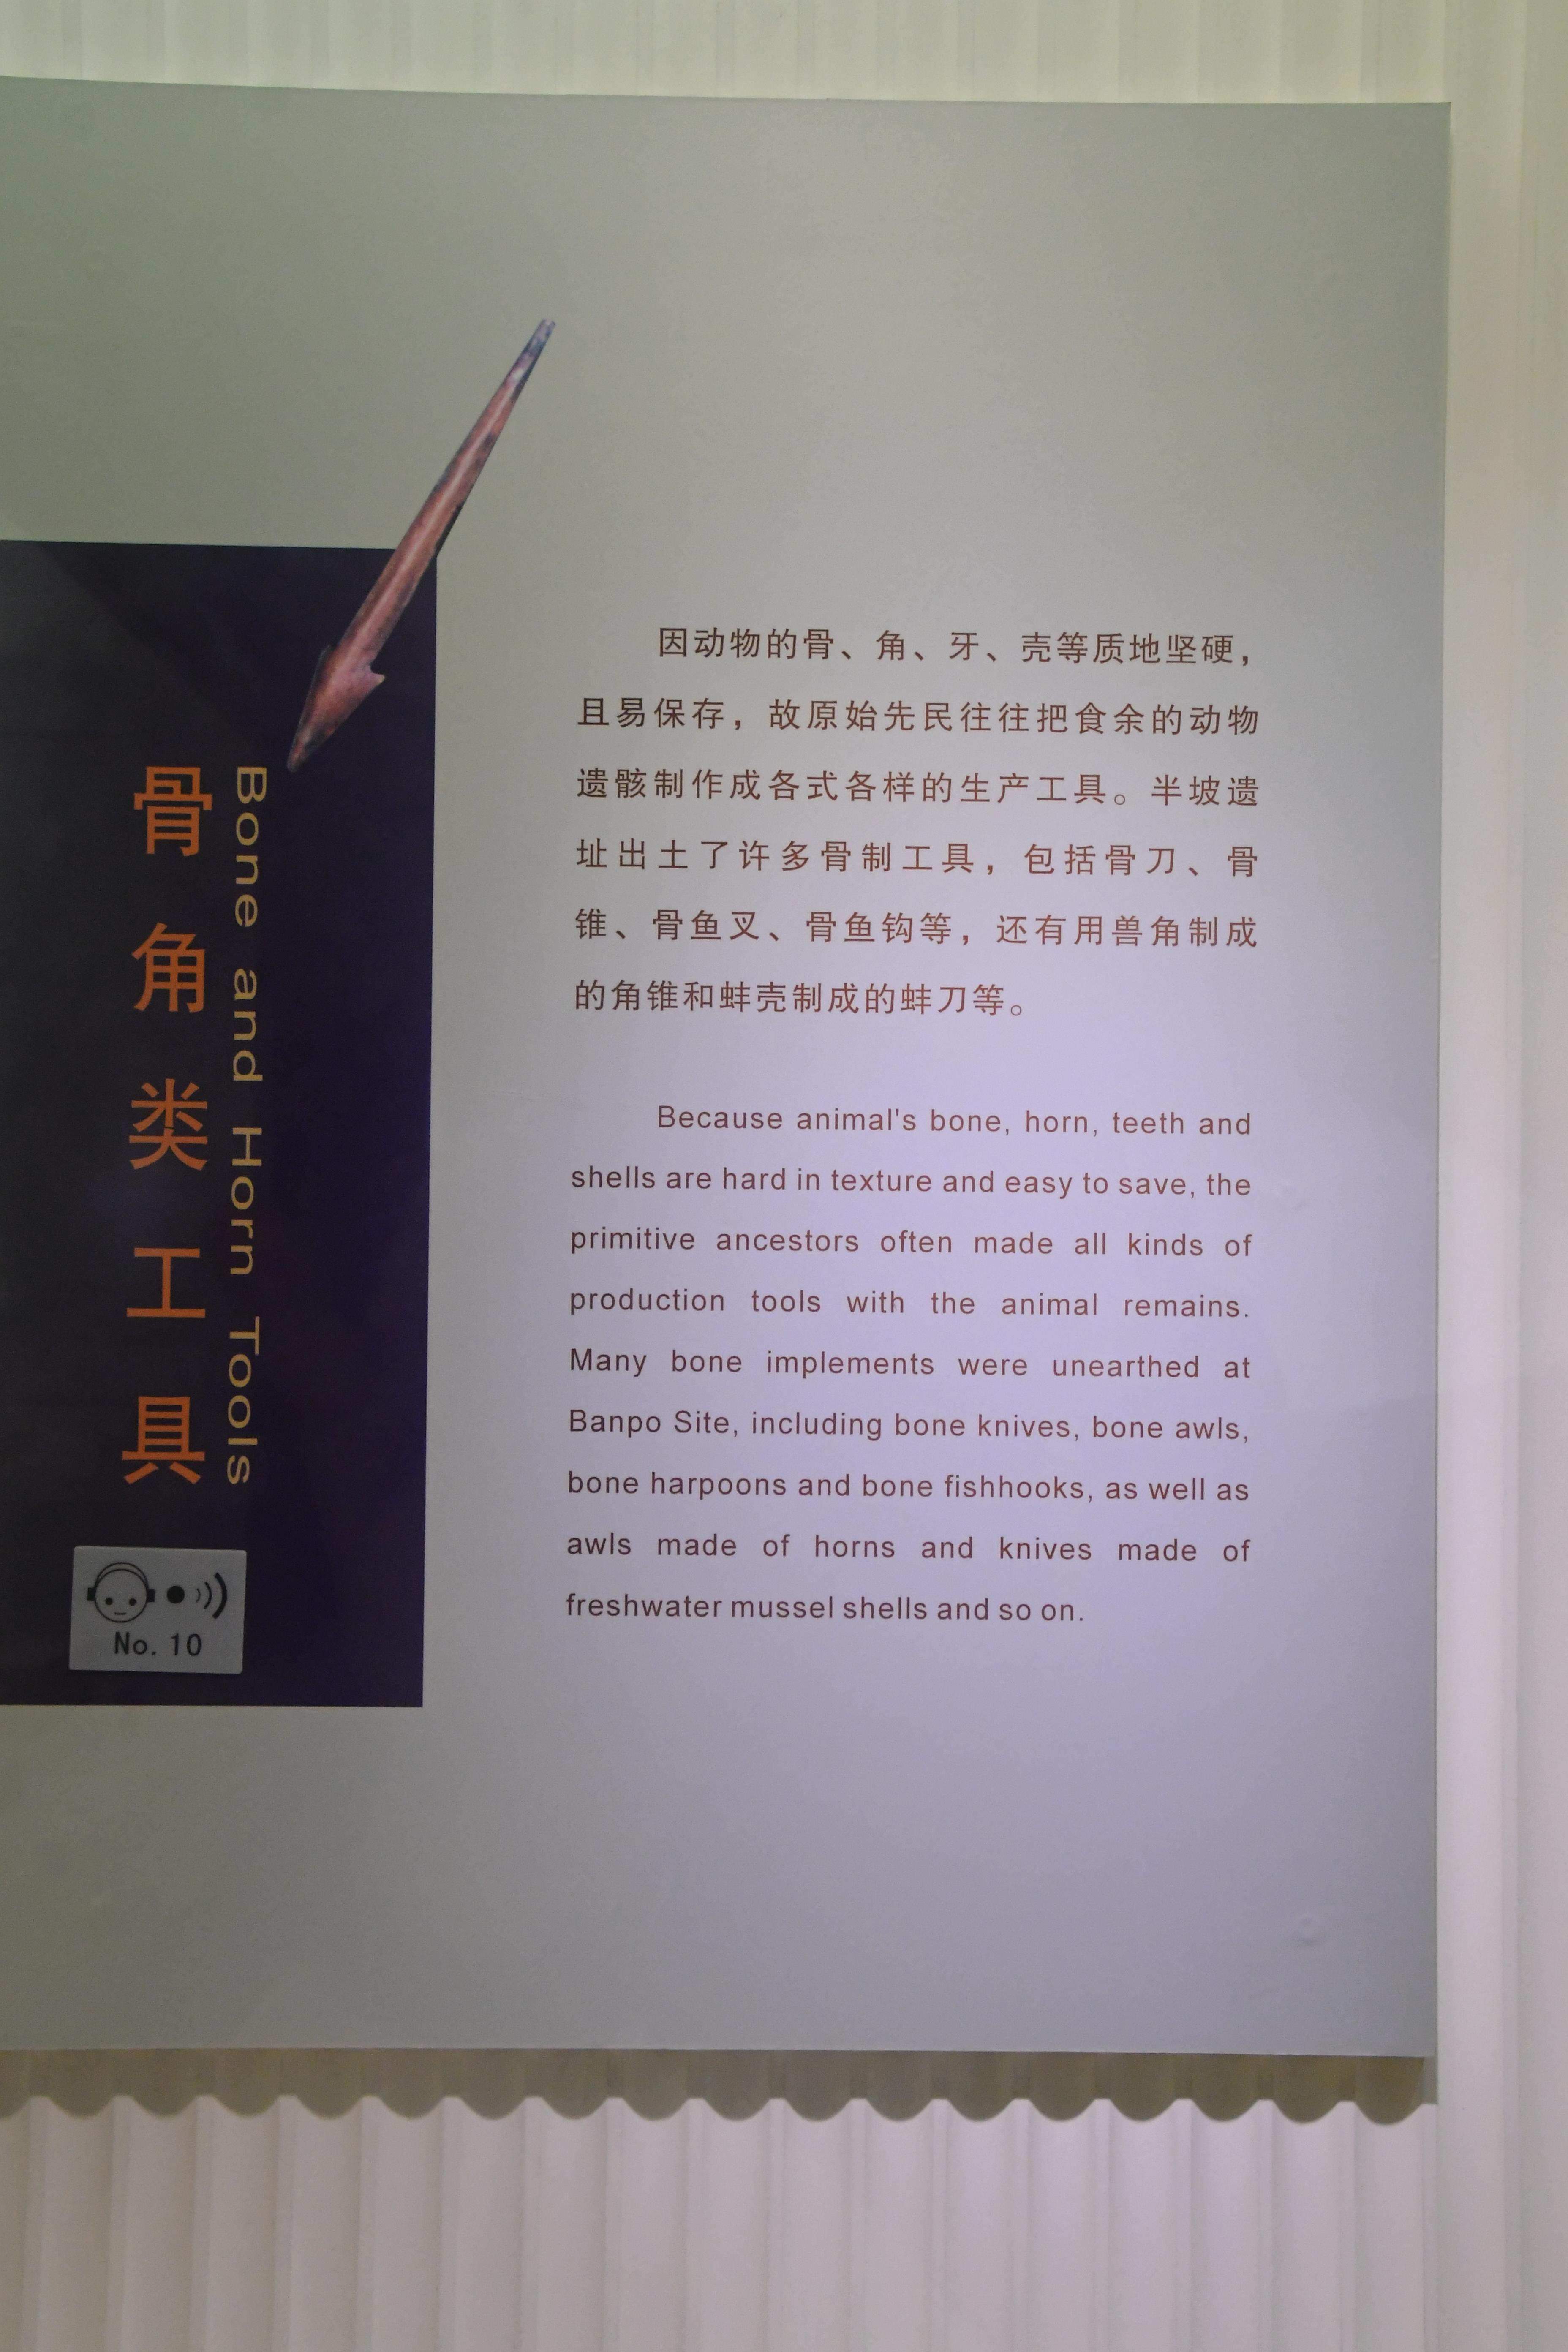 骨角类工具
Bone and Horn Tools
No. 10
因动物的骨、角、牙、壳等质地坚硬，
且易保存，故原始先民往往把食余的动物
遗骸制作成各式各样的生产工具。半坡遗
址出土了许多骨制工具，包括骨刀、骨
锥、骨鱼叉、骨鱼钩等，还有用兽角制成
的角锥和蚌壳制成的蚌刀等。
Because animal's bone, horn, teeth and
shells are hard in texture and easy to save, the
primitive ancestors often made all kinds of
production tools with the animal remains.
Many bone implements were unearthed at
Banpo Site, including bone knives, bone awls,
bone harpoons and bone fishhooks, as well as
awls made of horns and knives made of
freshwater mussel shells and so on.